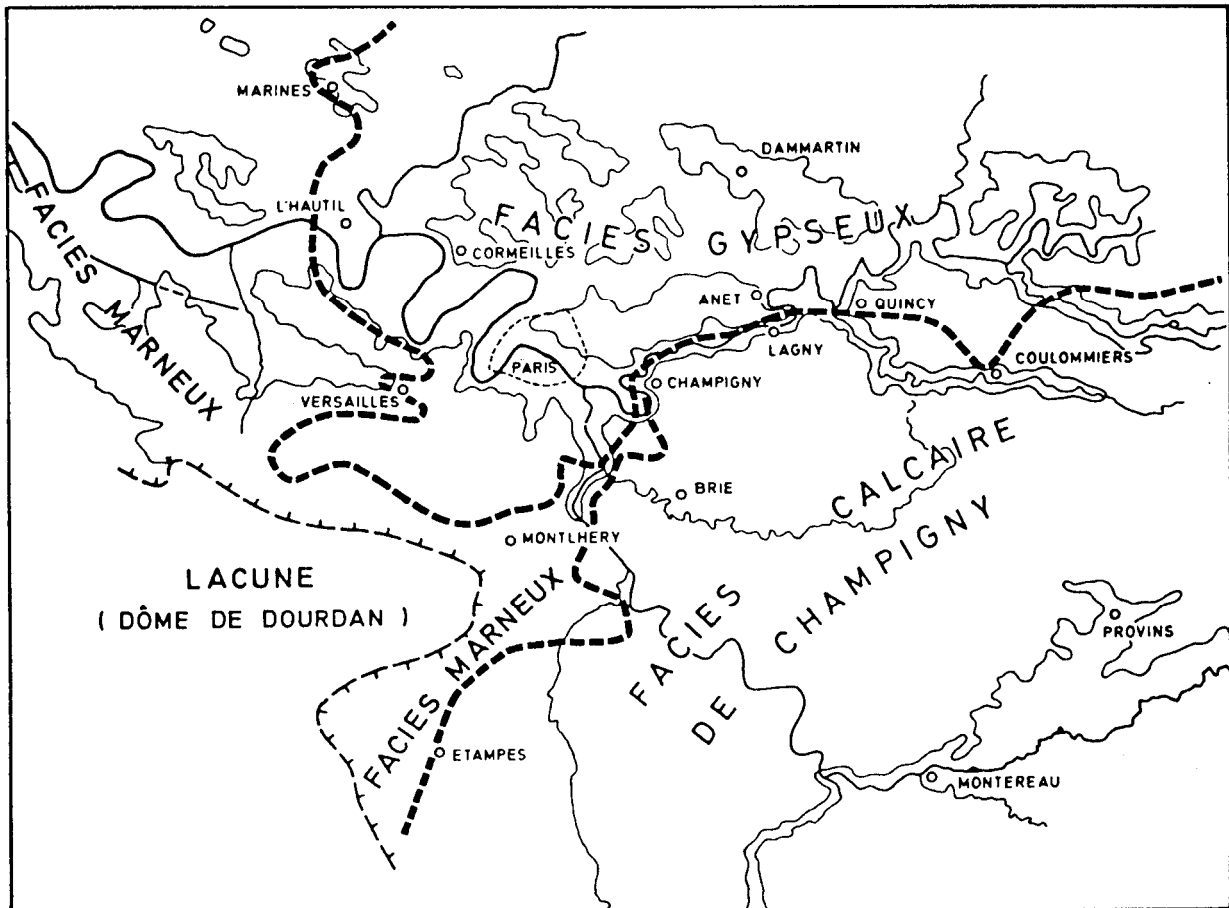 MARINES
DAMMARTIN
L'HAUTIL
FACIES GYPSEUX
CORMEILLES
FACIES MARNEUX
ANET
QUINCY
LAGNY
PARIS
COULOMMIERS
CHAMPIGNY
VERSAILLES
BRIE
MONTLHERY
FACIES
DE
CALCAIRE
CHAMPIGNY
LACUNE
( DÔME DE DOURDAN )
FACIES MARNEUX
PROVINS
ETAMPES
MONTEREAU